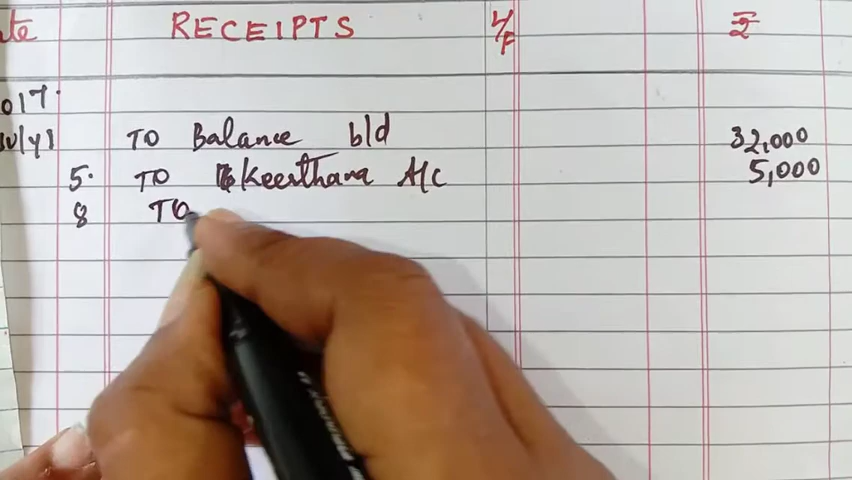 RECEIPTS L/F ₹
TO Balance b/d 32,000
5. TO Keerthana A/c 5,000
8 TO